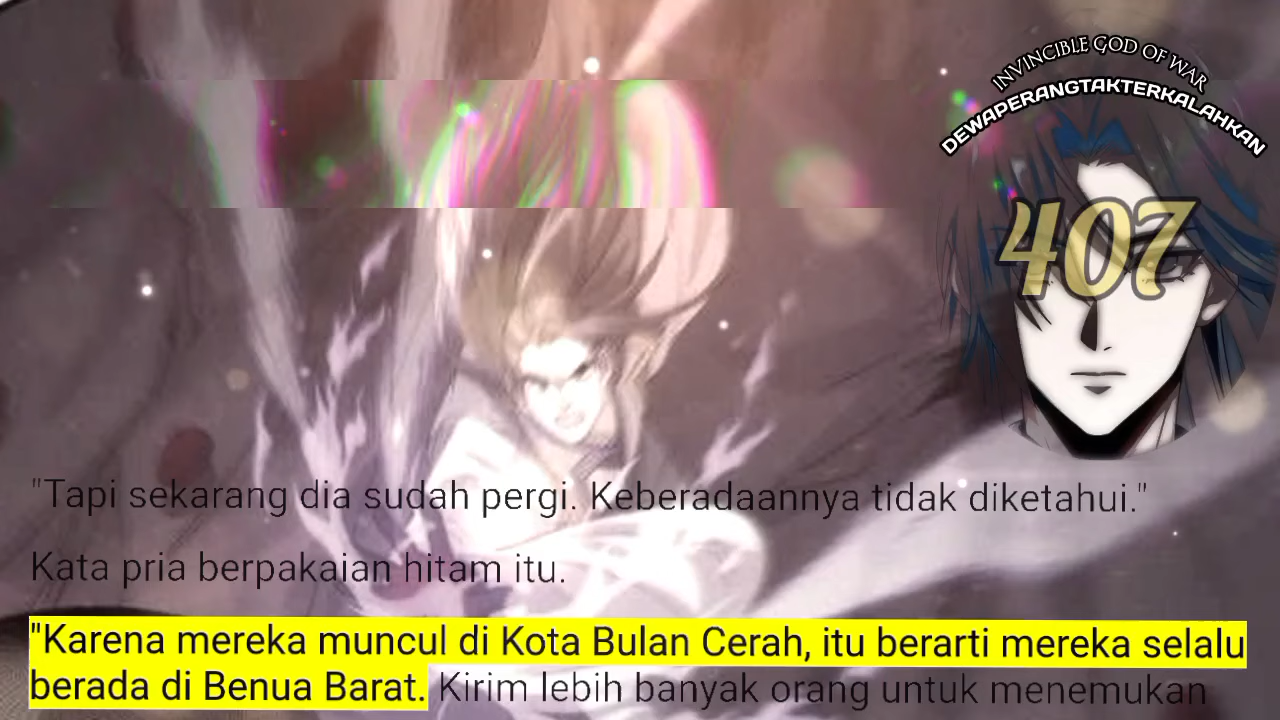 INVINCIBLE GOD OF WAR
DEWAPERANGTAKTERKALAHKAN
407
"Tapi sekarang dia sudah pergi. Keberadaannya tidak diketahui."
Kata pria berpakaian hitam itu.
"Karena mereka muncul di Kota Bulan Cerah, itu berarti mereka selalu
berada di Benua Barat. Kirim lebih banyak orang untuk menemukan